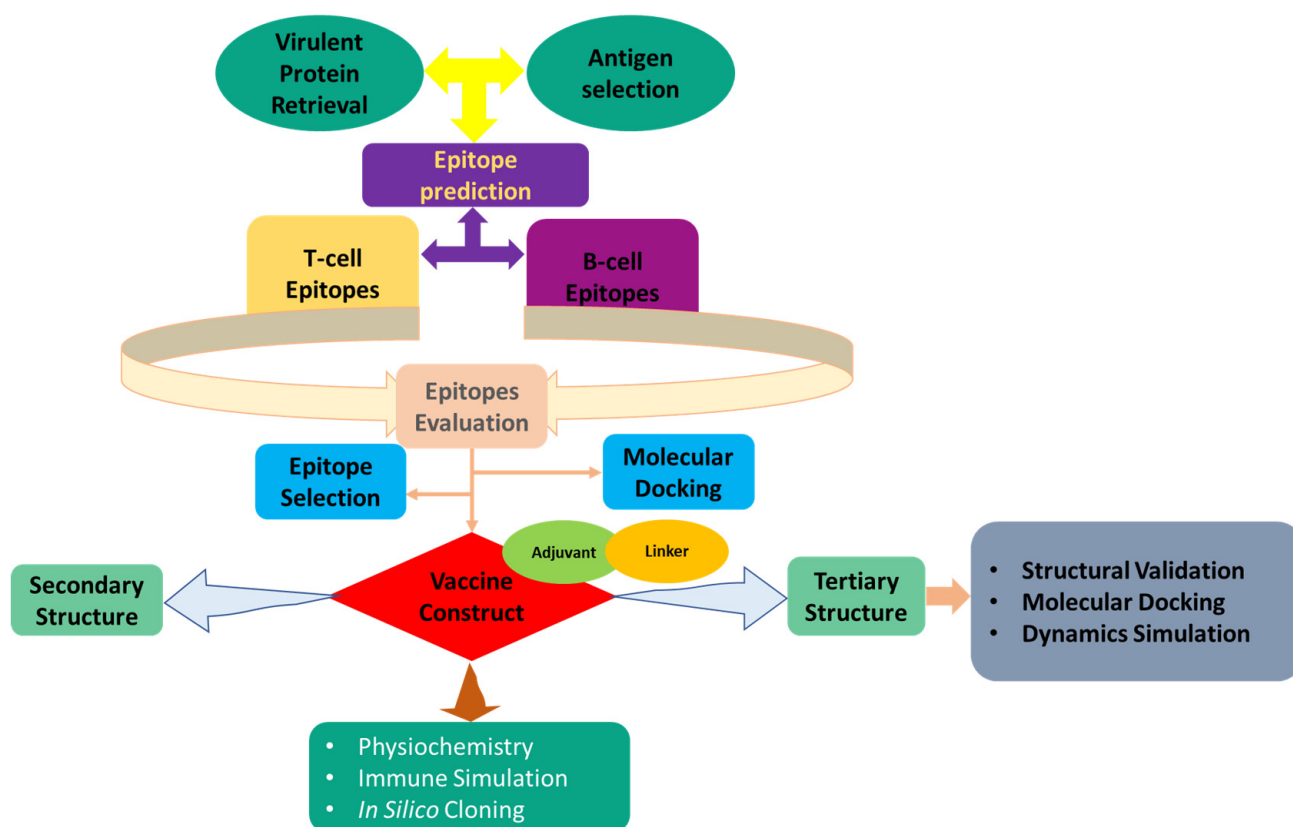 Virulent
Protein
Retrieval
Antigen
selection
Epitope
prediction
T-cell
Epitopes
B-cell
Epitopes
Epitopes
Evaluation
Epitope
Selection
Molecular
Docking
Adjuvant
Linker
Secondary
Structure
Vaccine
Construct
Tertiary
Structure
• Structural Validation
• Molecular Docking
• Dynamics Simulation
• Physiochemistry
• Immune Simulation
• In Silico Cloning